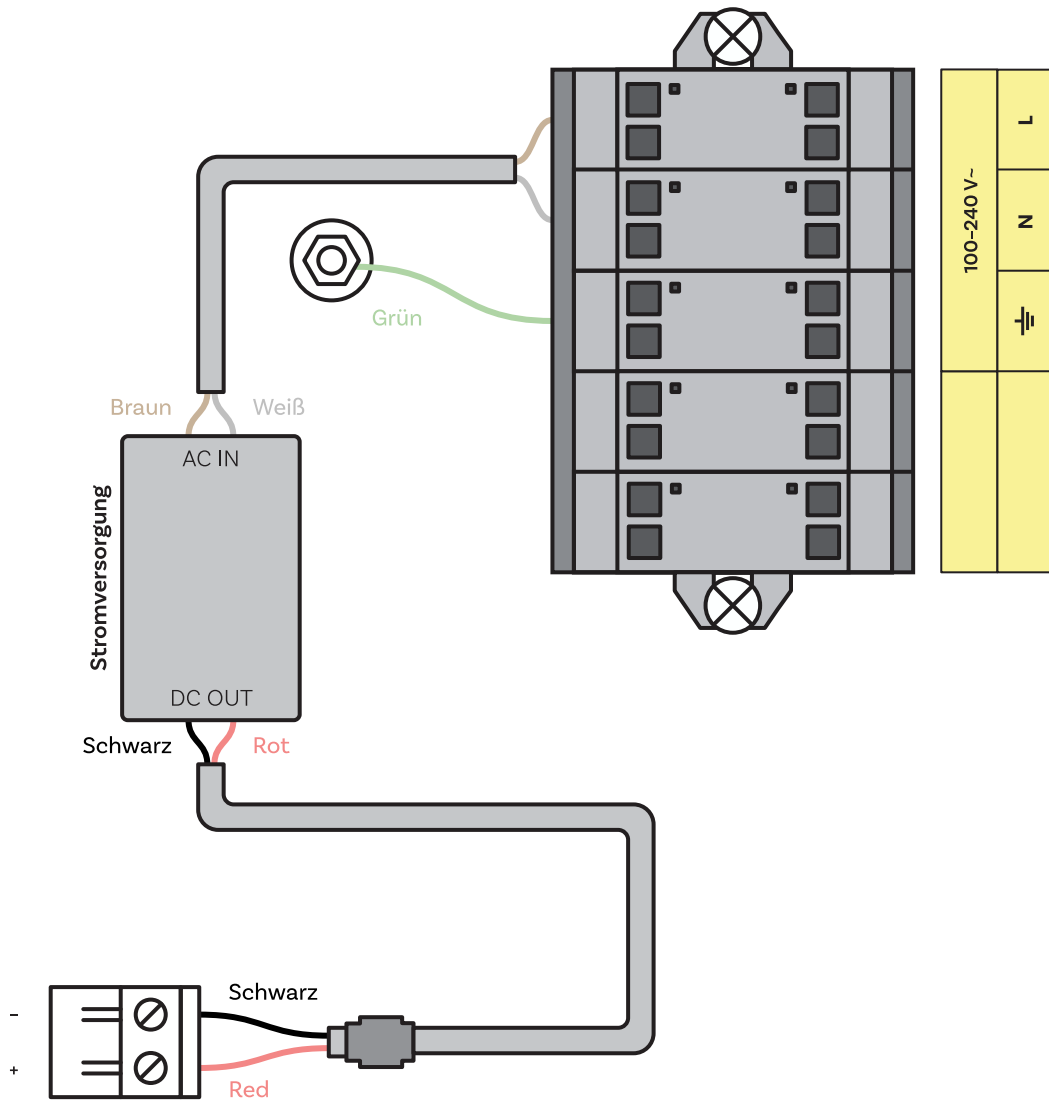 L
100-240 V~
N
Grün
Braun
Weiß
AC IN
Stromversorgung
DC OUT
Schwarz
Rot
Schwarz
-
+
Red